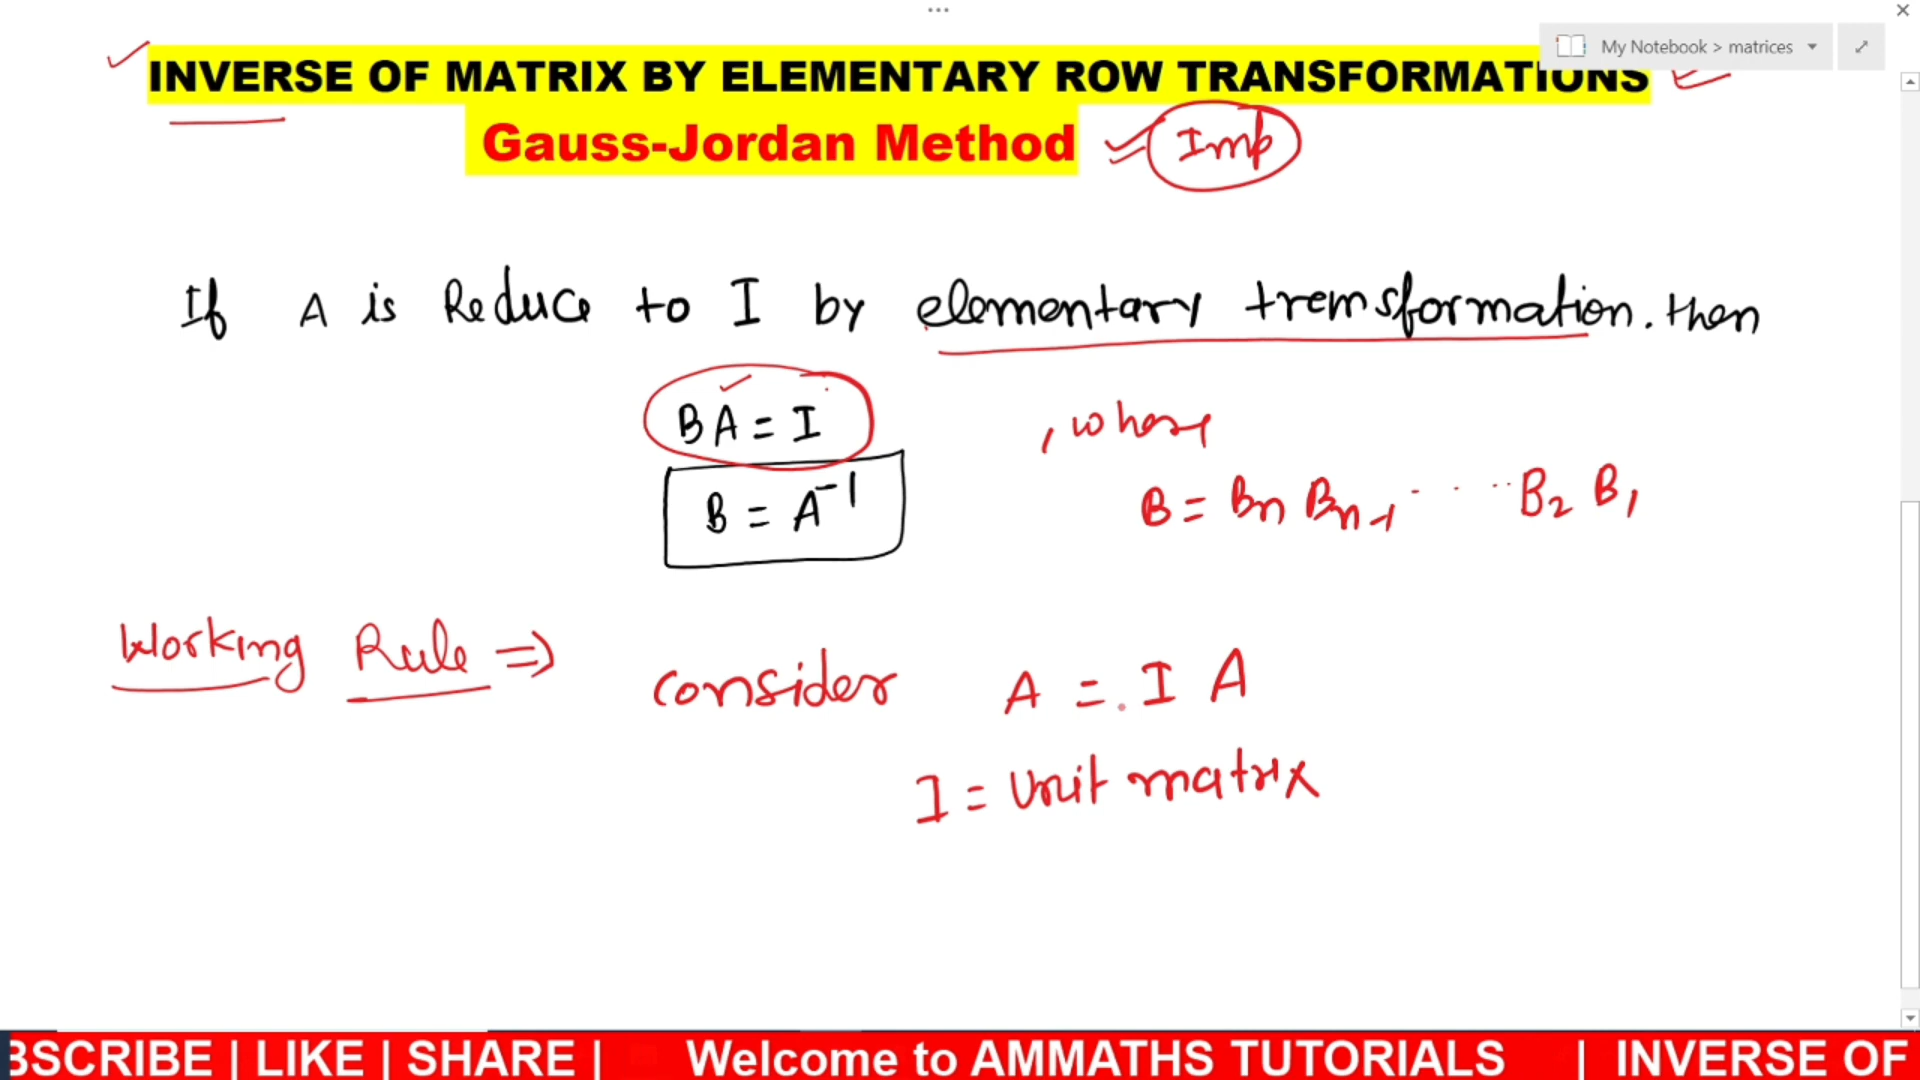 ...
My Notebook > matrices
INVERSE OF MATRIX BY ELEMENTARY ROW TRANSFORMATIONS
Gauss-Jordan Method Imp
If A is Reduce to I by elementary tremsformation. then
BA = I
, where
B = A⁻¹
B = Bn Bn-1 ..... B2 B1
Working Rule ⇒ consider A = I A
I = Unit matrix
BSCRIBE | LIKE | SHARE | Welcome to AMMATHS TUTORIALS | INVERSE OF